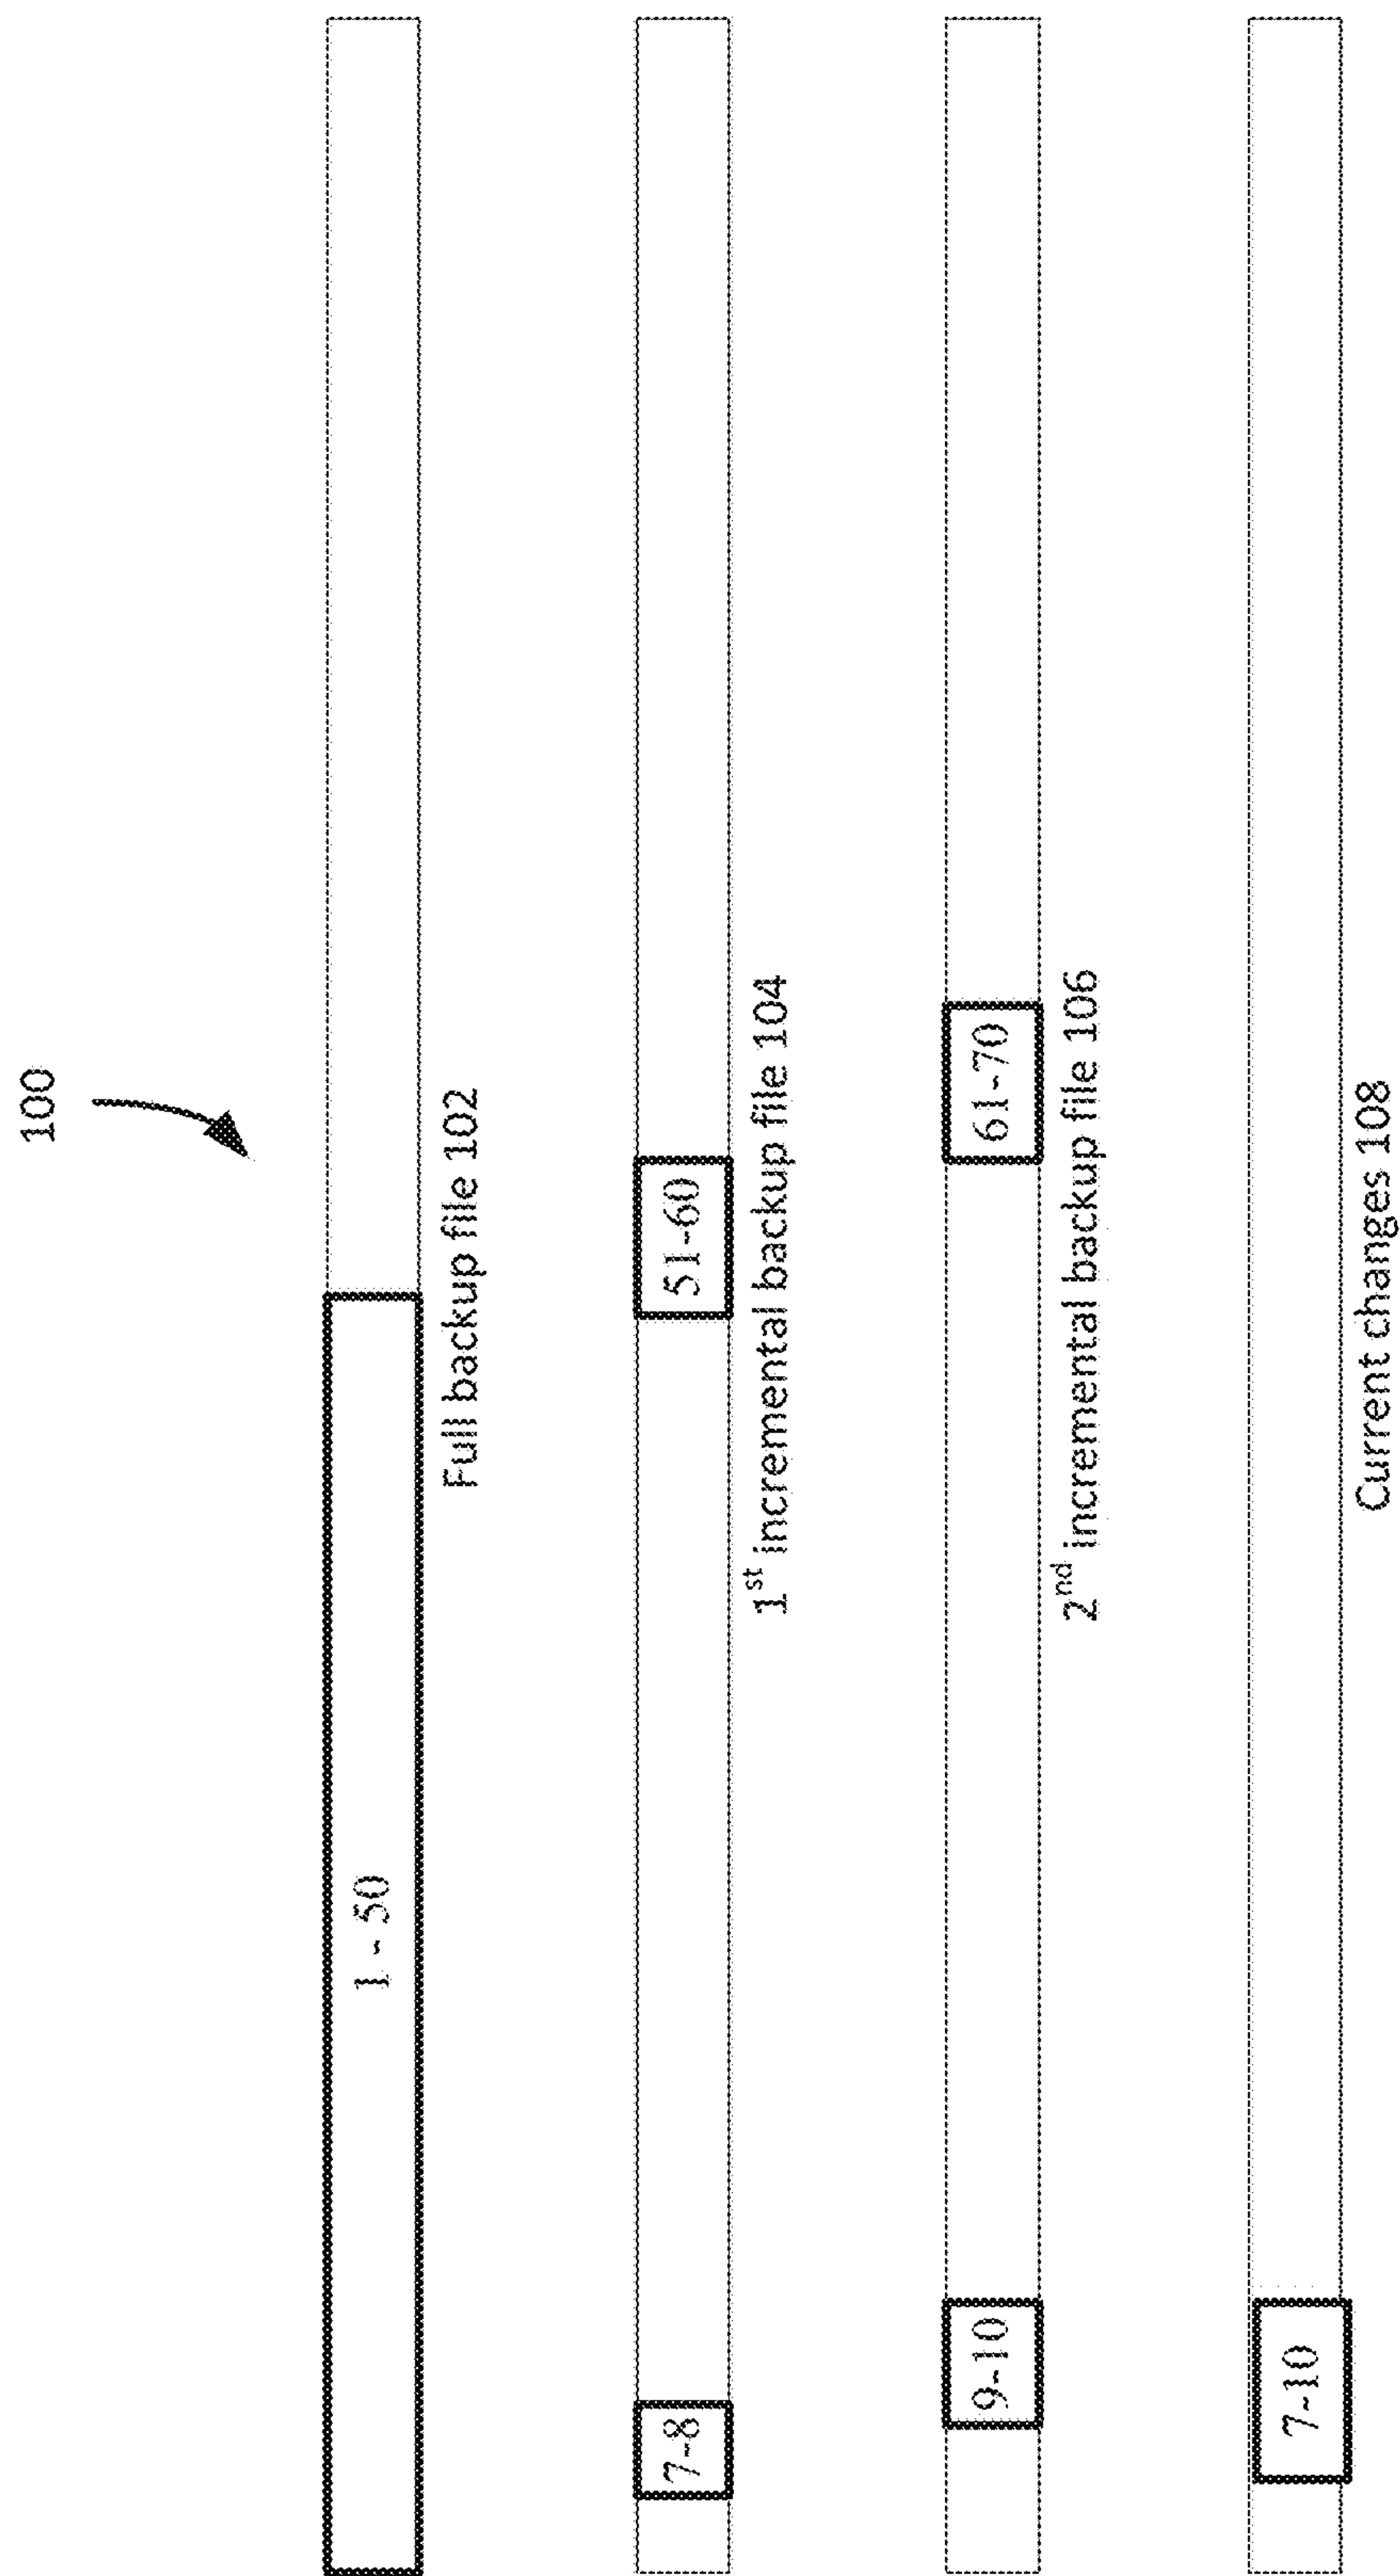 100
1 - 50
Full backup file 102
7-8
51-60
1st incremental backup file 104
9-10
61-70
2nd incremental backup file 106
7-10
Current changes 108